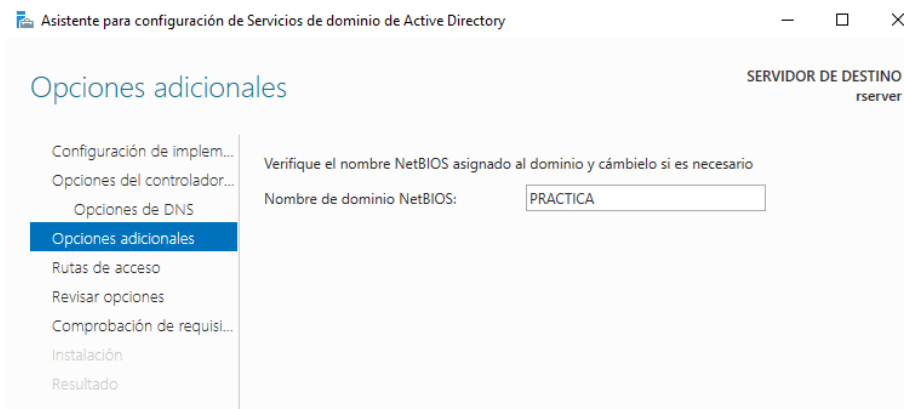 Asistente para configuración de Servicios de dominio de Active Directory
Opciones adicionales
SERVIDOR DE DESTINO
rserver
Configuración de implem...
Opciones del controlador...
Opciones de DNS
Opciones adicionales
Rutas de acceso
Revisar opciones
Comprobación de requisi...
Instalación
Resultado
Verifique el nombre NetBIOS asignado al dominio y cámbielo si es necesario
Nombre de dominio NetBIOS: PRACTICA